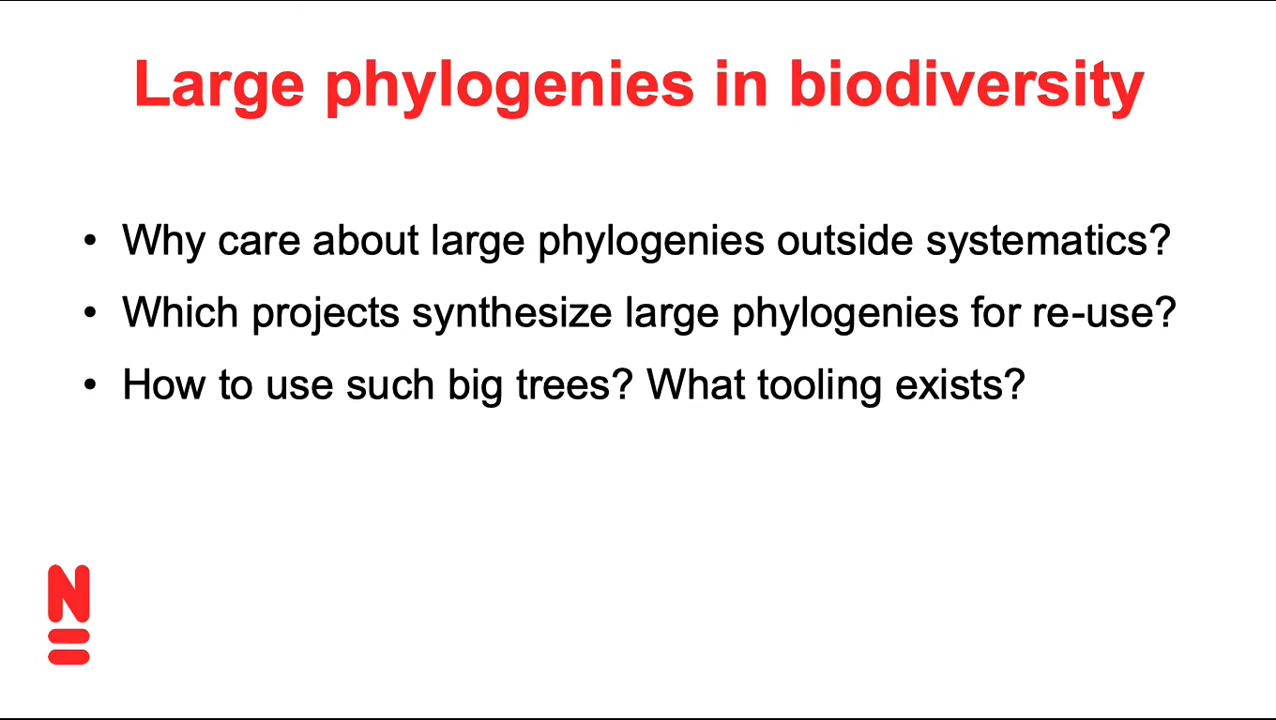 Large phylogenies in biodiversity
• Why care about large phylogenies outside systematics?
• Which projects synthesize large phylogenies for re-use?
• How to use such big trees? What tooling exists?
N